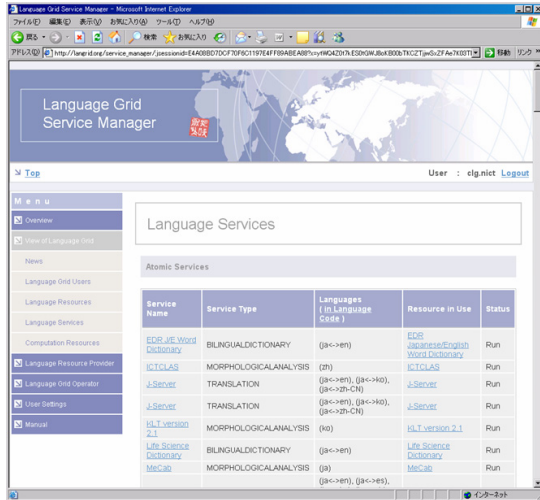 Language Grid Service Manager - Microsoft Internet Explorer
ファイル(F) 編集(E) 表示(V) お気に入り(A) ツール(T) ヘルプ(H)
戻る 検索 お気に入り
アドレス(D) 移動 リンク
Language Grid
Service Manager
Top User : clg.nict Logout
Menu
Overview
View of Language Grid
News
Language Grid Users
Language Resources
Language Services
Computation Resources
Language Resource Provider
Language Grid Operator
User Settings
Manual
Language Services
Atomic Services
Service Name Service Type Languages ( in Language Code ) Resource in Use Status
EDR J/E Word Dictionary BILINGUALDICTIONARY (ja<->en) EDR Japanese/English Word Dictionary Run
ICTCLAS MORPHOLOGICALANALYSIS (zh) ICTCLAS Run
J-Server TRANSLATION (ja<->en), (ja<->ko), (ja<->zh-CN) J-Server Run
J-Server TRANSLATION (ja<->en), (ja<->ko), (ja<->zh-CN) J-Server Run
KLT version 2.1 MORPHOLOGICALANALYSIS (ko) KLT version 2.1 Run
Life Science Dictionary BILINGUALDICTIONARY (ja<->en) Life Science Dictionary Run
MeCab MORPHOLOGICALANALYSIS (ja) MeCab Run
(ja<->en), (ja<->es),
インターネット